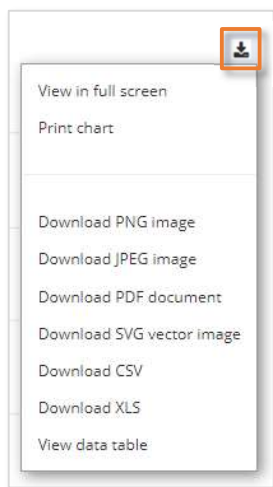 View in full screen
Print chart
Download PNG image
Download JPEG image
Download PDF document
Download SVG vector image
Download CSV
Download XLS
View data table